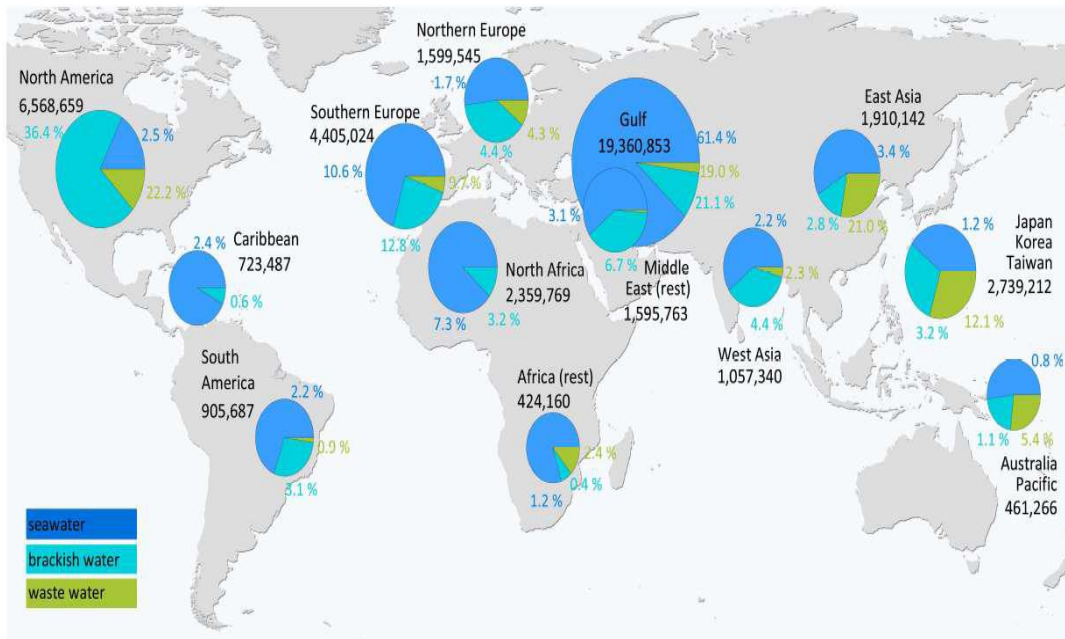 North America
6,568,659
36.4 %
2.5 %
22.2 %
Northern Europe
1,599,545
1.7 %
4.3 %
4.4 %
Southern Europe
4,405,024
10.6 %
9.7 %
12.8 %
Gulf
19,360,853
61.4 %
19.0 %
21.1 %
East Asia
1,910,142
3.4 %
2.8 %
21.0 %
Caribbean
723,487
2.4 %
0.6 %
North Africa
2,359,769
7.3 %
3.2 %
3.1 %
6.7 %
Middle
East (rest)
1,595,763
2.2 %
2.3 %
4.4 %
West Asia
1,057,340
1.2 %
Japan
Korea
Taiwan
2,739,212
3.2 %
12.1 %
South
America
905,687
2.2 %
0.9 %
3.1 %
Africa (rest)
424,160
2.4 %
0.4 %
1.2 %
0.8 %
1.1 %
5.4 %
Australia
Pacific
461,266
seawater
brackish water
waste water